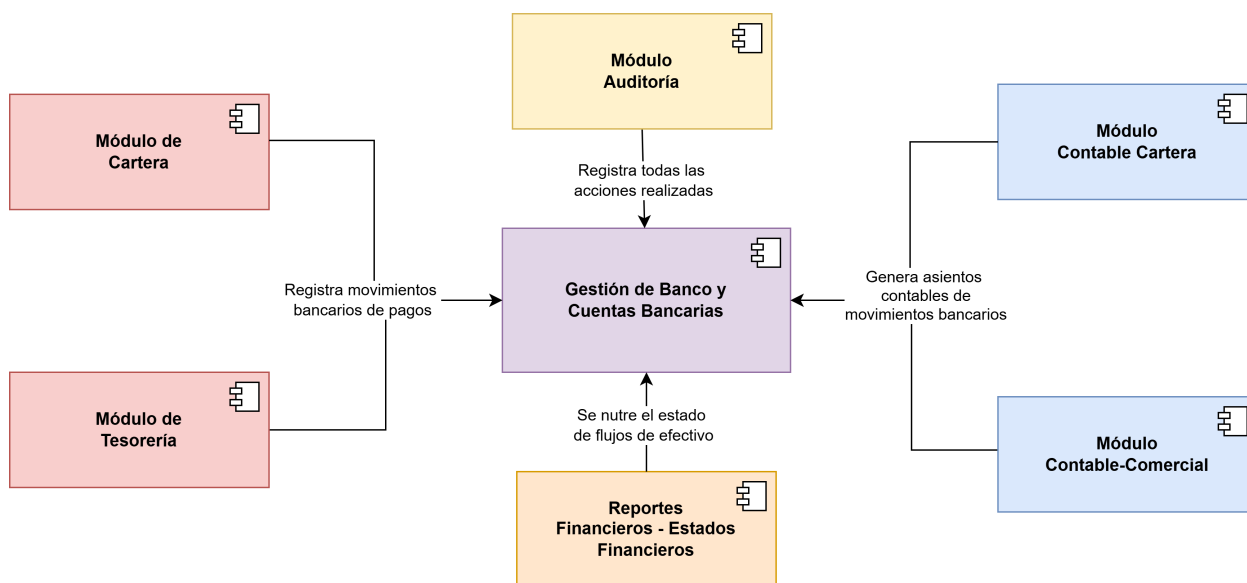 Módulo
Auditoría
Módulo de
Cartera
Módulo
Contable Cartera
Registra todas las
acciones realizadas
Gestión de Banco y
Cuentas Bancarias
Registra movimientos
bancarios de pagos
Genera asientos
contables de
movimientos bancarios
Módulo de
Tesorería
Se nutre el estado
de flujos de efectivo
Módulo
Contable-Comercial
Reportes
Financieros - Estados
Financieros